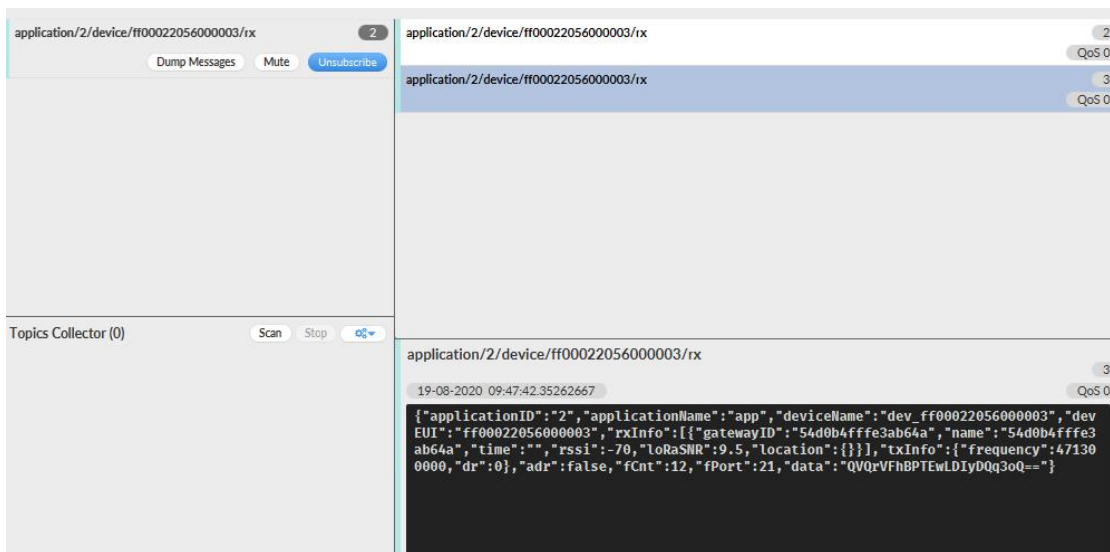 application/2/device/ff00022056000003/rx
2
Dump Messages
Mute
Unsubscribe
application/2/device/ff00022056000003/rx
2
QoS 0
application/2/device/ff00022056000003/rx
3
QoS 0
Topics Collector (0)
Scan
Stop
application/2/device/ff00022056000003/rx
3
19-08-2020 09:47:42.35262667
QoS 0
{"applicationID":"2","applicationName":"app","deviceName":"dev_ff00022056000003","dev
EUI":"ff00022056000003","rxInfo":[{"gatewayID":"54d0b4fffe3ab64a","name":"54d0b4fffe3
ab64a","time":"","rssi":-70,"loRaSNR":9.5,"location":{}}],"txInfo":{"frequency":47130
0000,"dr":0},"adr":false,"fCnt":12,"fPort":21,"data":"QVQrVFhBPTEwLDIyDQq3oQ=="}